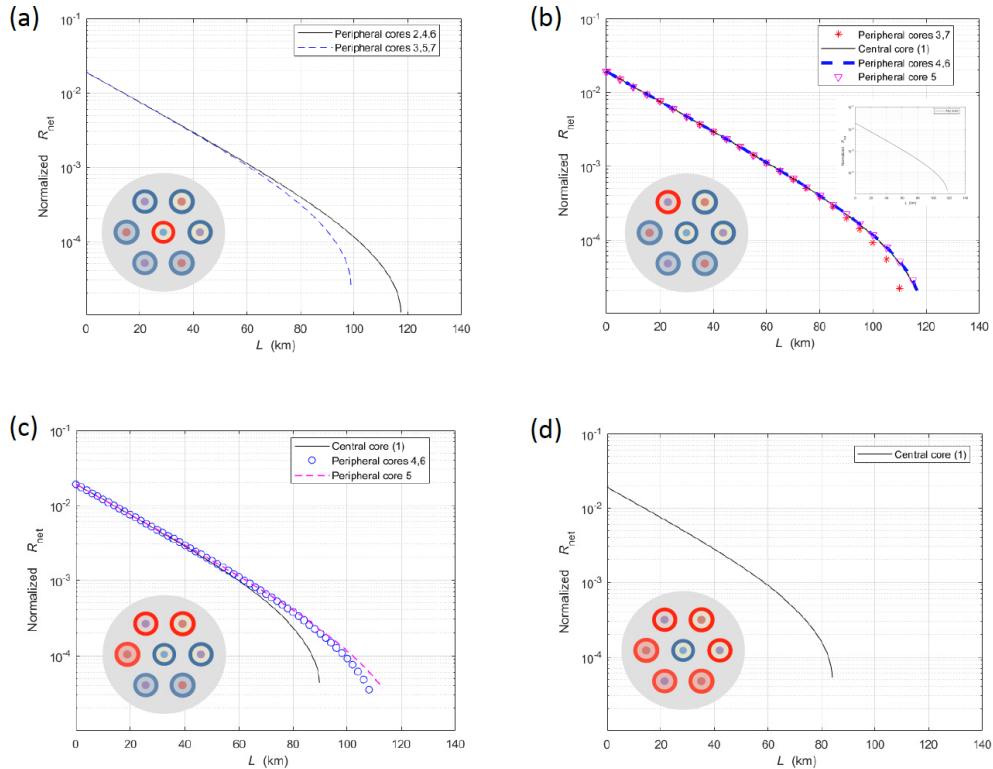 (a)
10^-1
10^-2
10^-3
10^-4
Normalized R_net
0 20 40 60 80 100 120 140
L (km)
Peripheral cores 2,4,6
Peripheral cores 3,5,7
(b)
10^-1
10^-2
10^-3
10^-4
Normalized R_net
0 20 40 60 80 100 120 140
L (km)
Peripheral cores 3,7
Central core (1)
Peripheral cores 4,6
Peripheral core 5
L (km)
(c)
10^-1
10^-2
10^-3
10^-4
Normalized R_net
0 20 40 60 80 100 120 140
L (km)
Central core (1)
Peripheral cores 4,6
Peripheral core 5
(d)
10^-1
10^-2
10^-3
10^-4
Normalized R_net
0 20 40 60 80 100 120 140
L (km)
Central core (1)